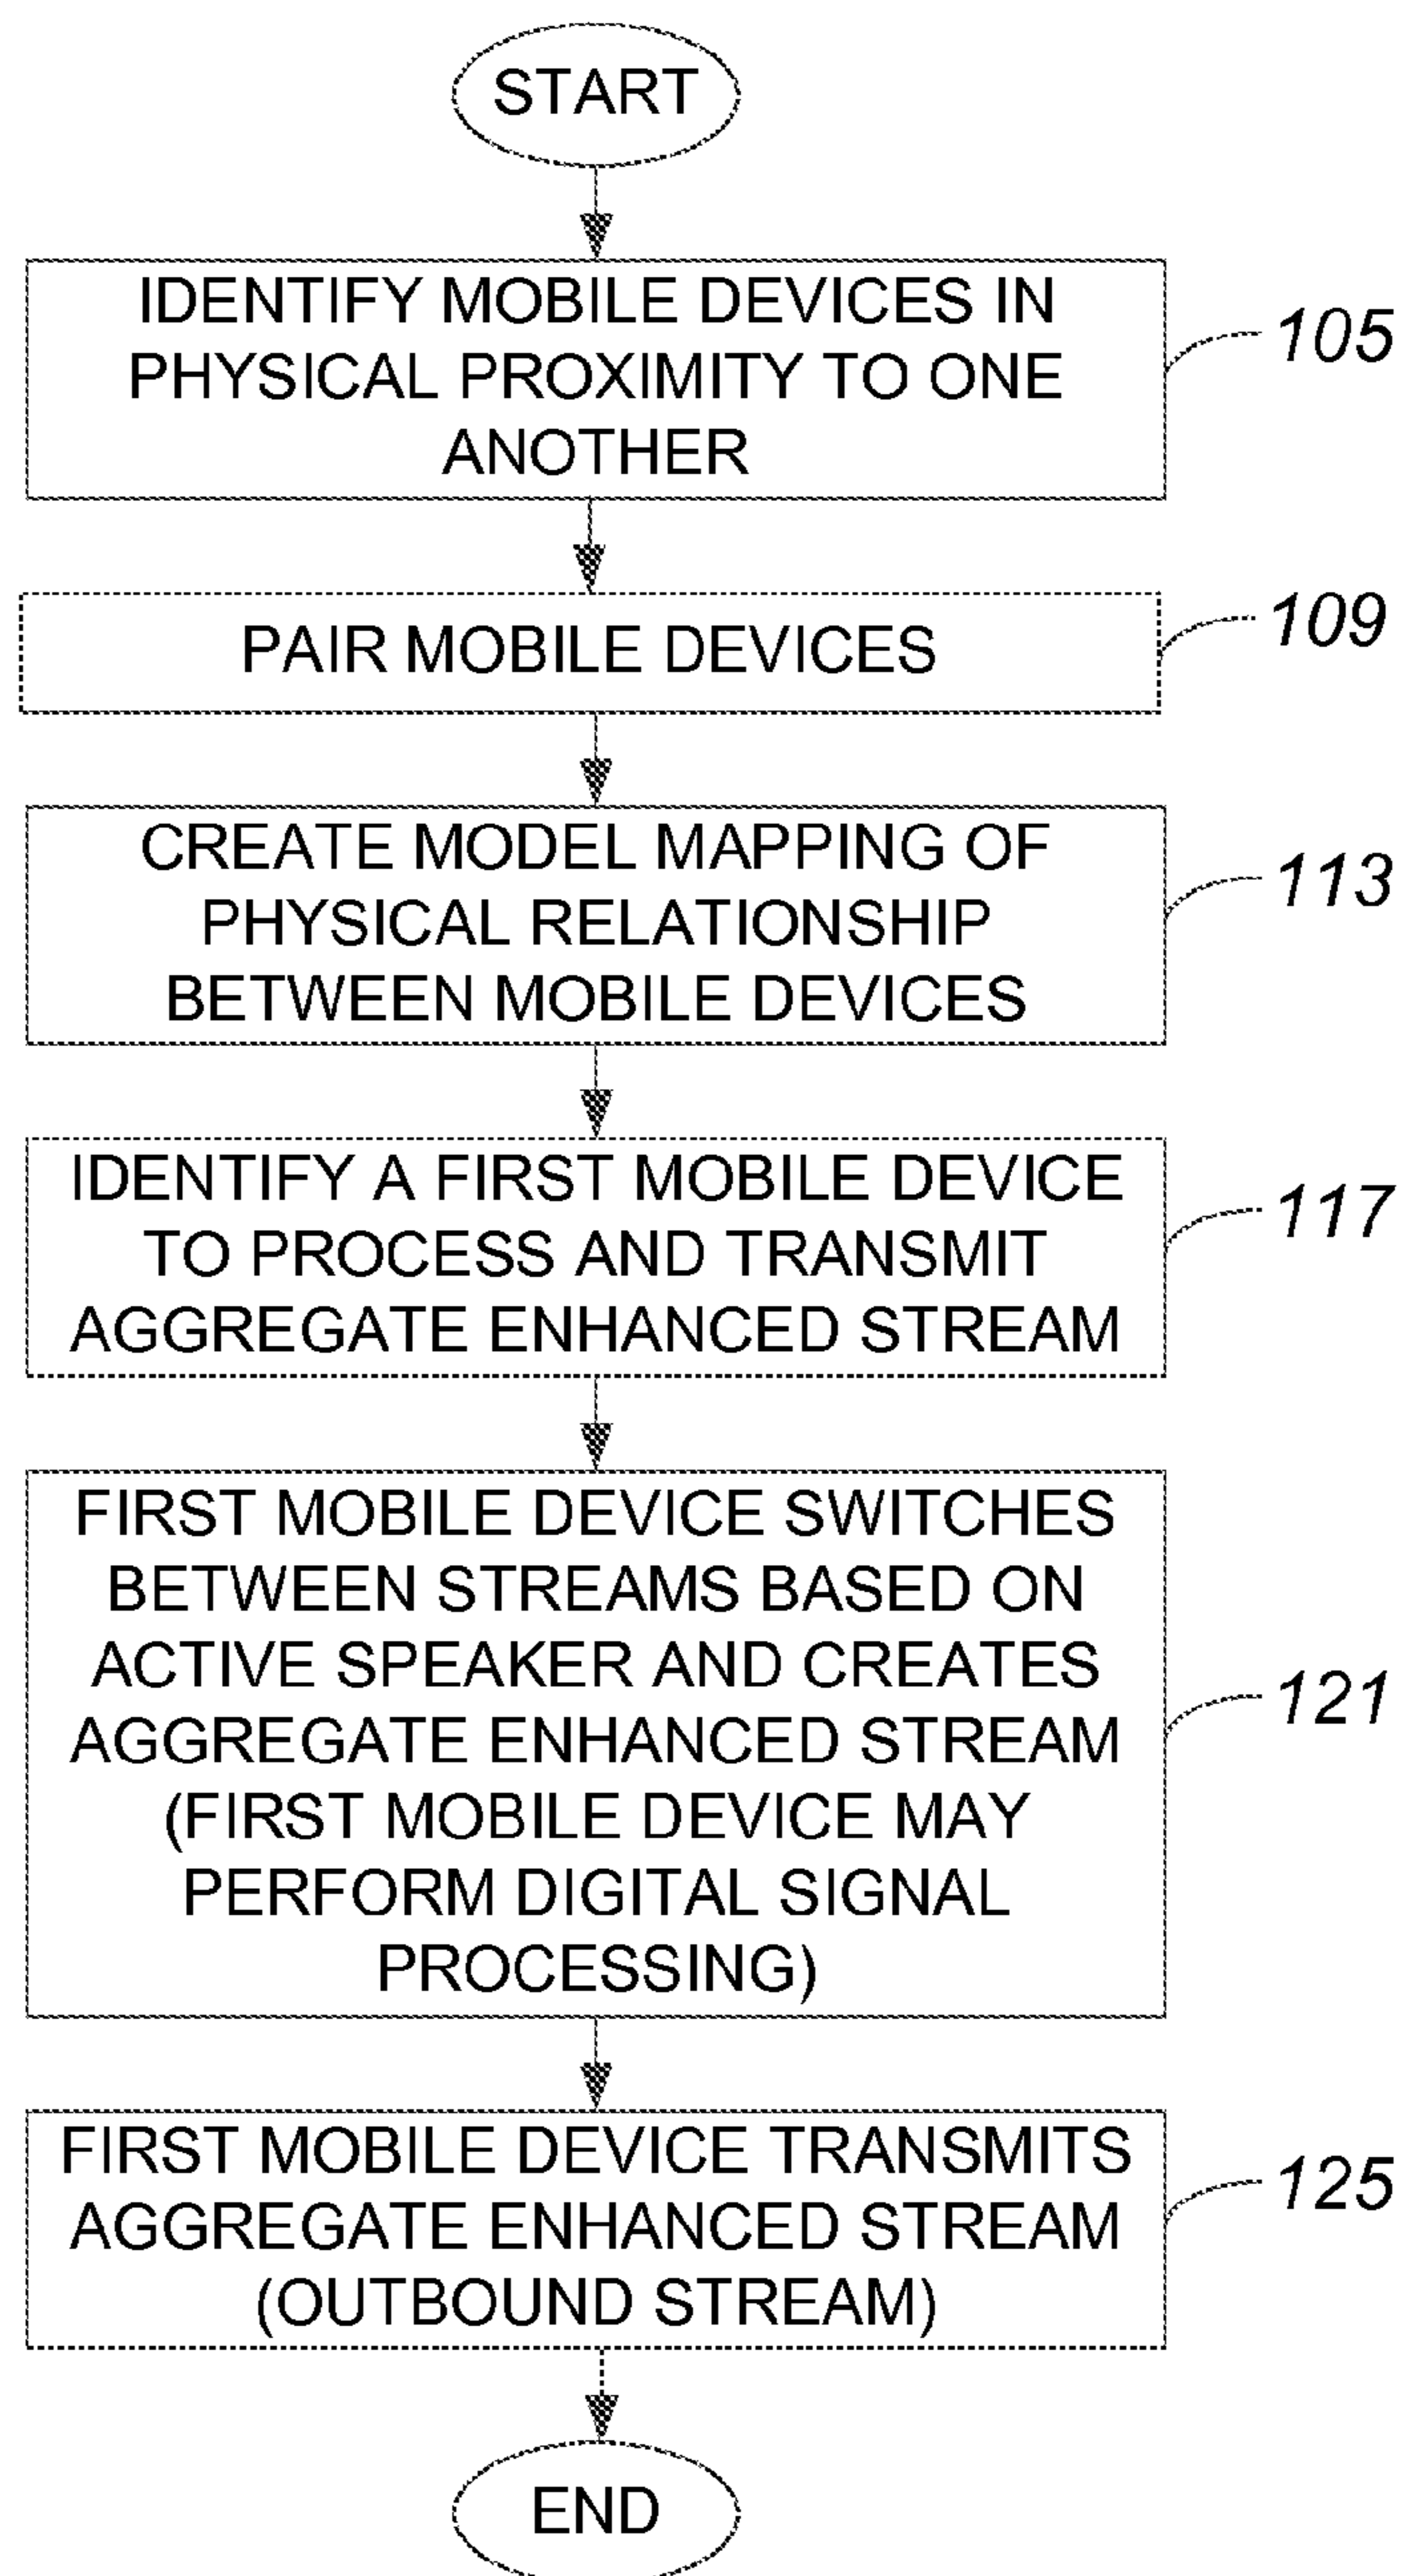 START
IDENTIFY MOBILE DEVICES IN
PHYSICAL PROXIMITY TO ONE
ANOTHER
105
PAIR MOBILE DEVICES
109
CREATE MODEL MAPPING OF
PHYSICAL RELATIONSHIP
BETWEEN MOBILE DEVICES
113
IDENTIFY A FIRST MOBILE DEVICE
TO PROCESS AND TRANSMIT
AGGREGATE ENHANCED STREAM
117
FIRST MOBILE DEVICE SWITCHES
BETWEEN STREAMS BASED ON
ACTIVE SPEAKER AND CREATES
AGGREGATE ENHANCED STREAM
(FIRST MOBILE DEVICE MAY
PERFORM DIGITAL SIGNAL
PROCESSING)
121
FIRST MOBILE DEVICE TRANSMITS
AGGREGATE ENHANCED STREAM
(OUTBOUND STREAM)
125
END